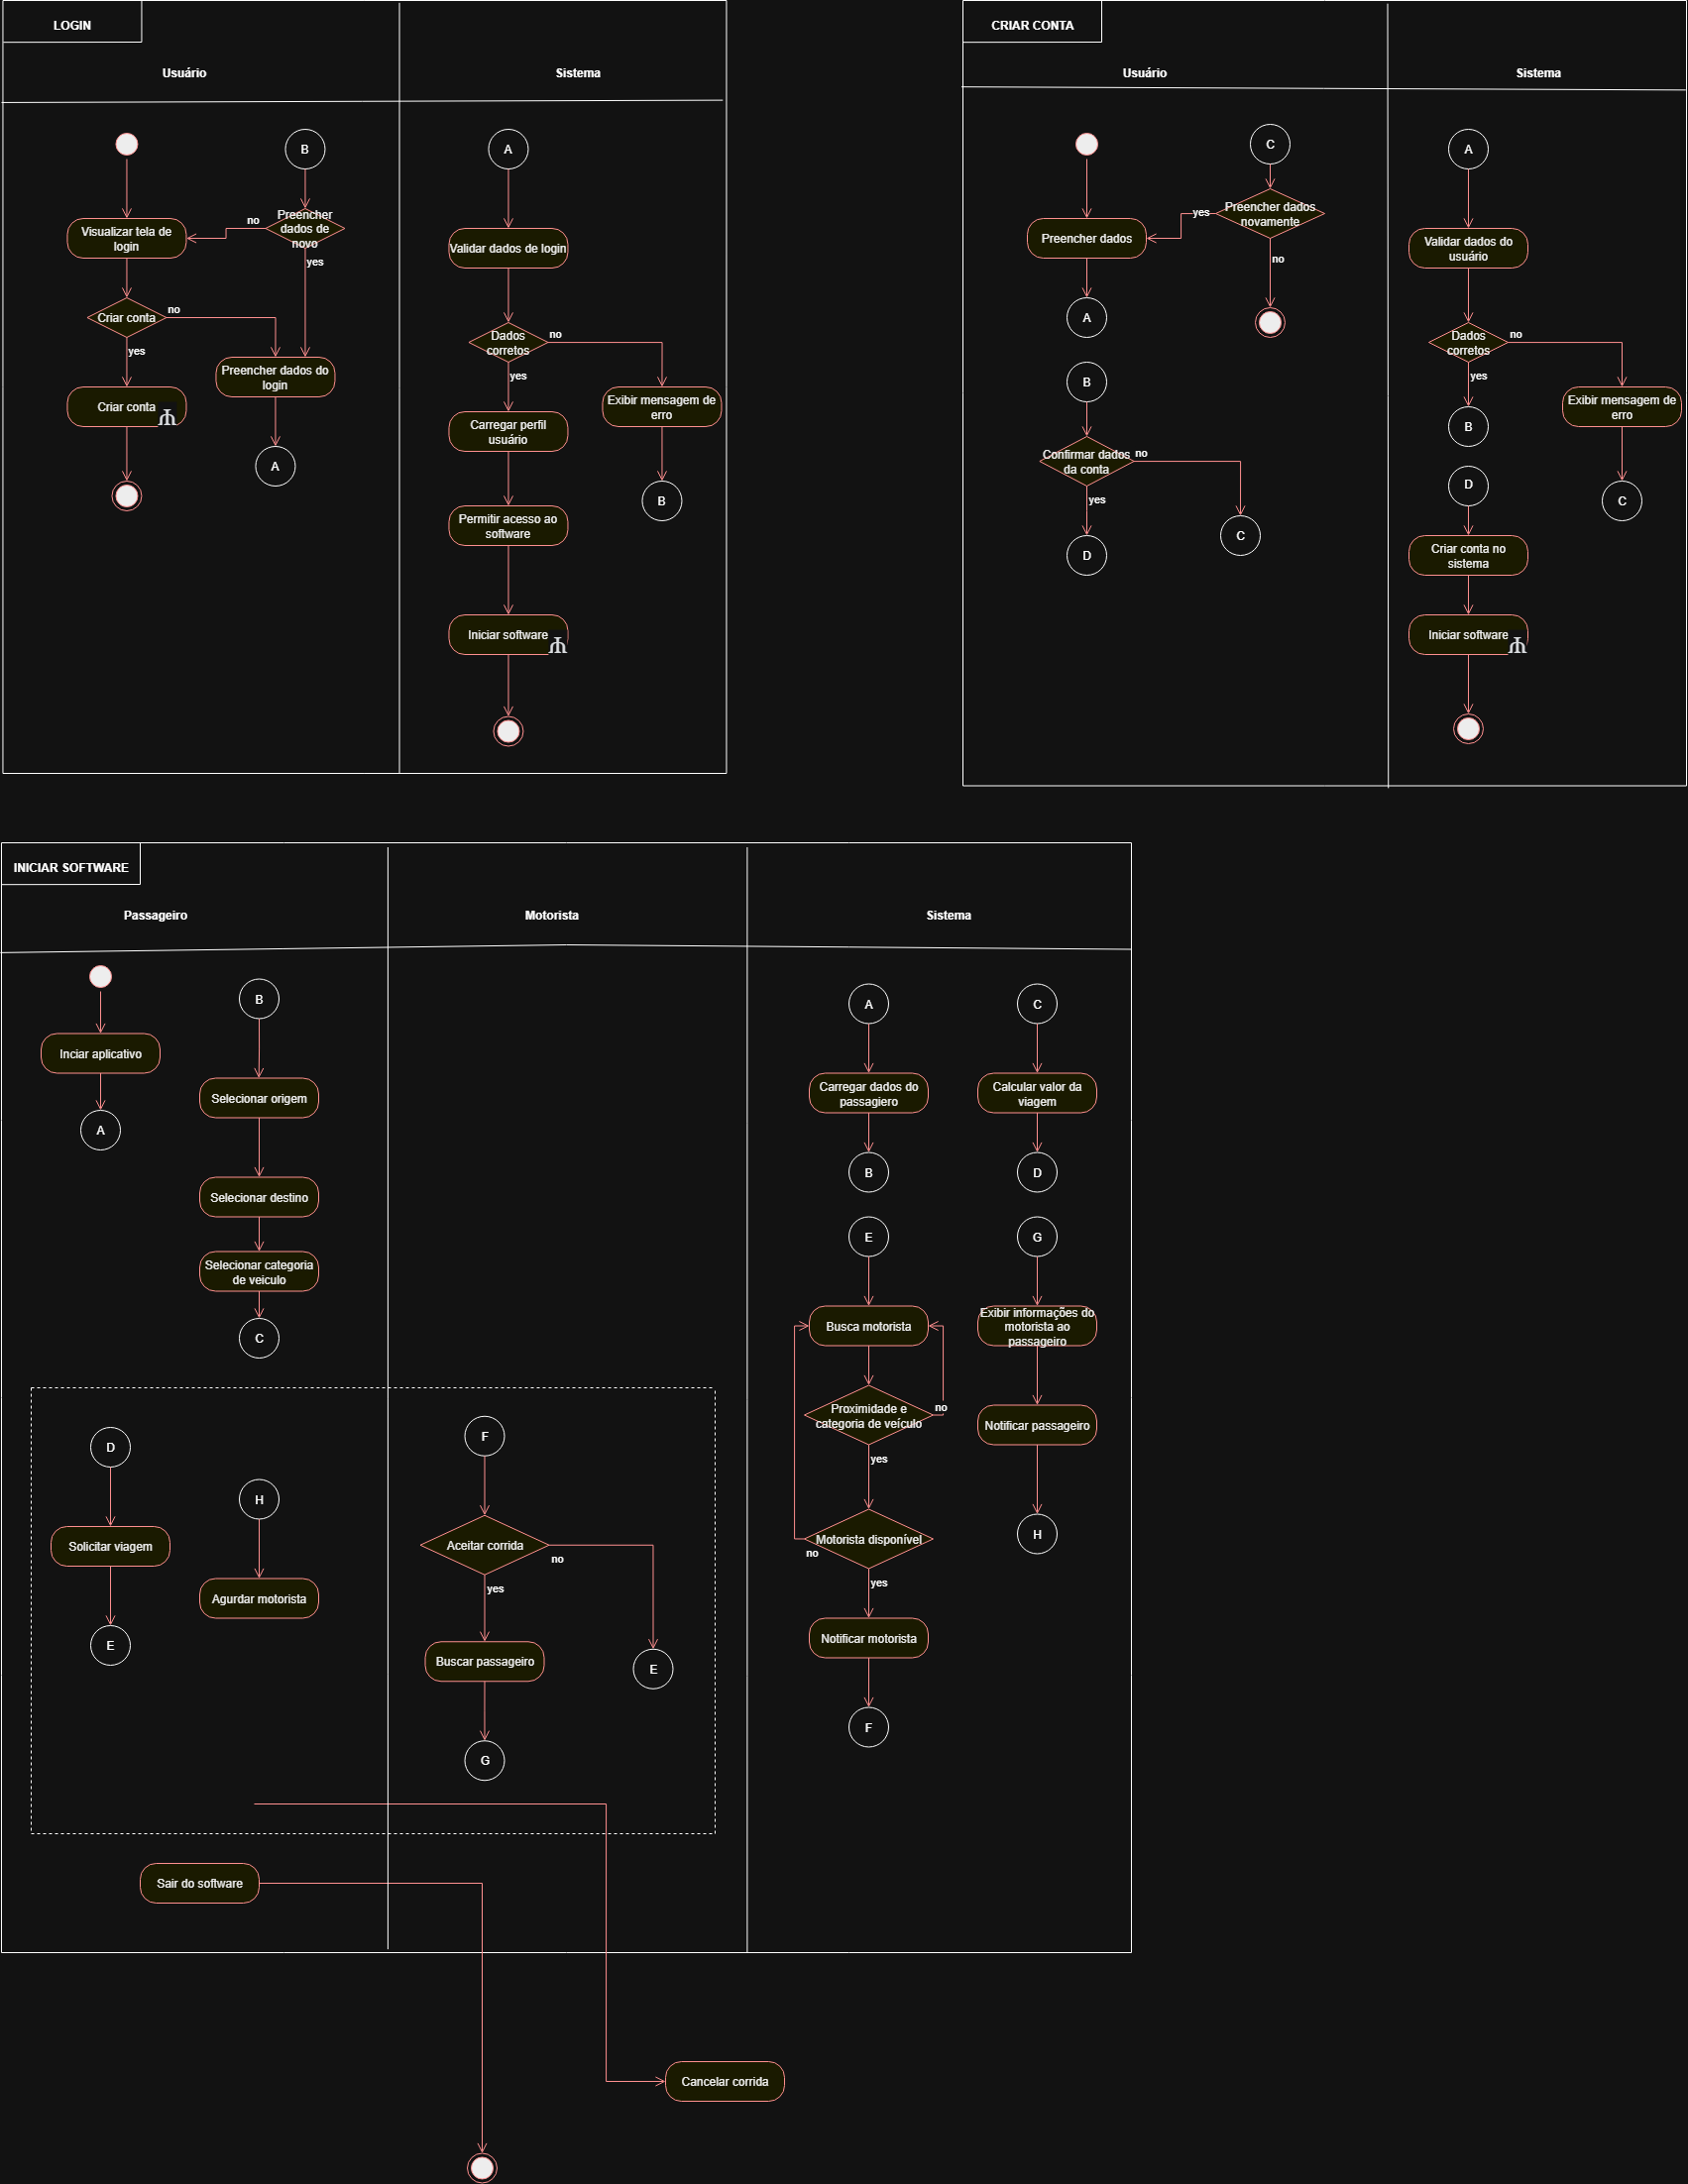 LOGIN
Usuário
Sistema
B
Preencher
dados de
novo
no
yes
Visualizar tela de
login
Criar conta
no
yes
Preencher dados do
login
Criar conta
A
A
Validar dados de login
Dados
corretos
no
yes
Exibir mensagem de
erro
Carregar perfil
usuário
B
Permitir acesso ao
software
Iniciar software
CRIAR CONTA
Usuário
Sistema
C
Preencher dados
novamente
yes
no
Preencher dados
A
B
Confirmar dados
da conta
no
yes
D
C
A
Validar dados do
usuário
Dados
corretos
no
yes
Exibir mensagem de
erro
B
C
D
Criar conta no
sistema
Iniciar software
INICIAR SOFTWARE
Passageiro
Motorista
Sistema
Inciar aplicativo
A
B
Selecionar origem
Selecionar destino
Selecionar categoria
de veiculo
C
A
Carregar dados do
passagiero
B
C
Calcular valor da
viagem
D
E
Busca motorista
Proximidade e
categoria de veículo
no
yes
Motorista disponível
no
yes
Notificar motorista
F
G
Exibir informações do
motorista ao
passageiro
Notificar passageiro
H
D
Solicitar viagem
E
H
Agurdar motorista
F
Aceitar corrida
no
yes
Buscar passageiro
E
G
Sair do software
Cancelar corrida